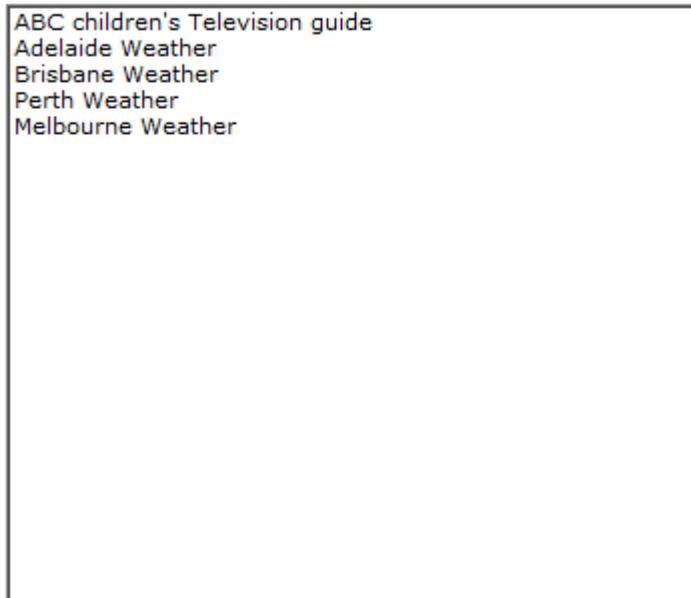 ABC children's Television guide
Adelaide Weather
Brisbane Weather
Perth Weather
Melbourne Weather